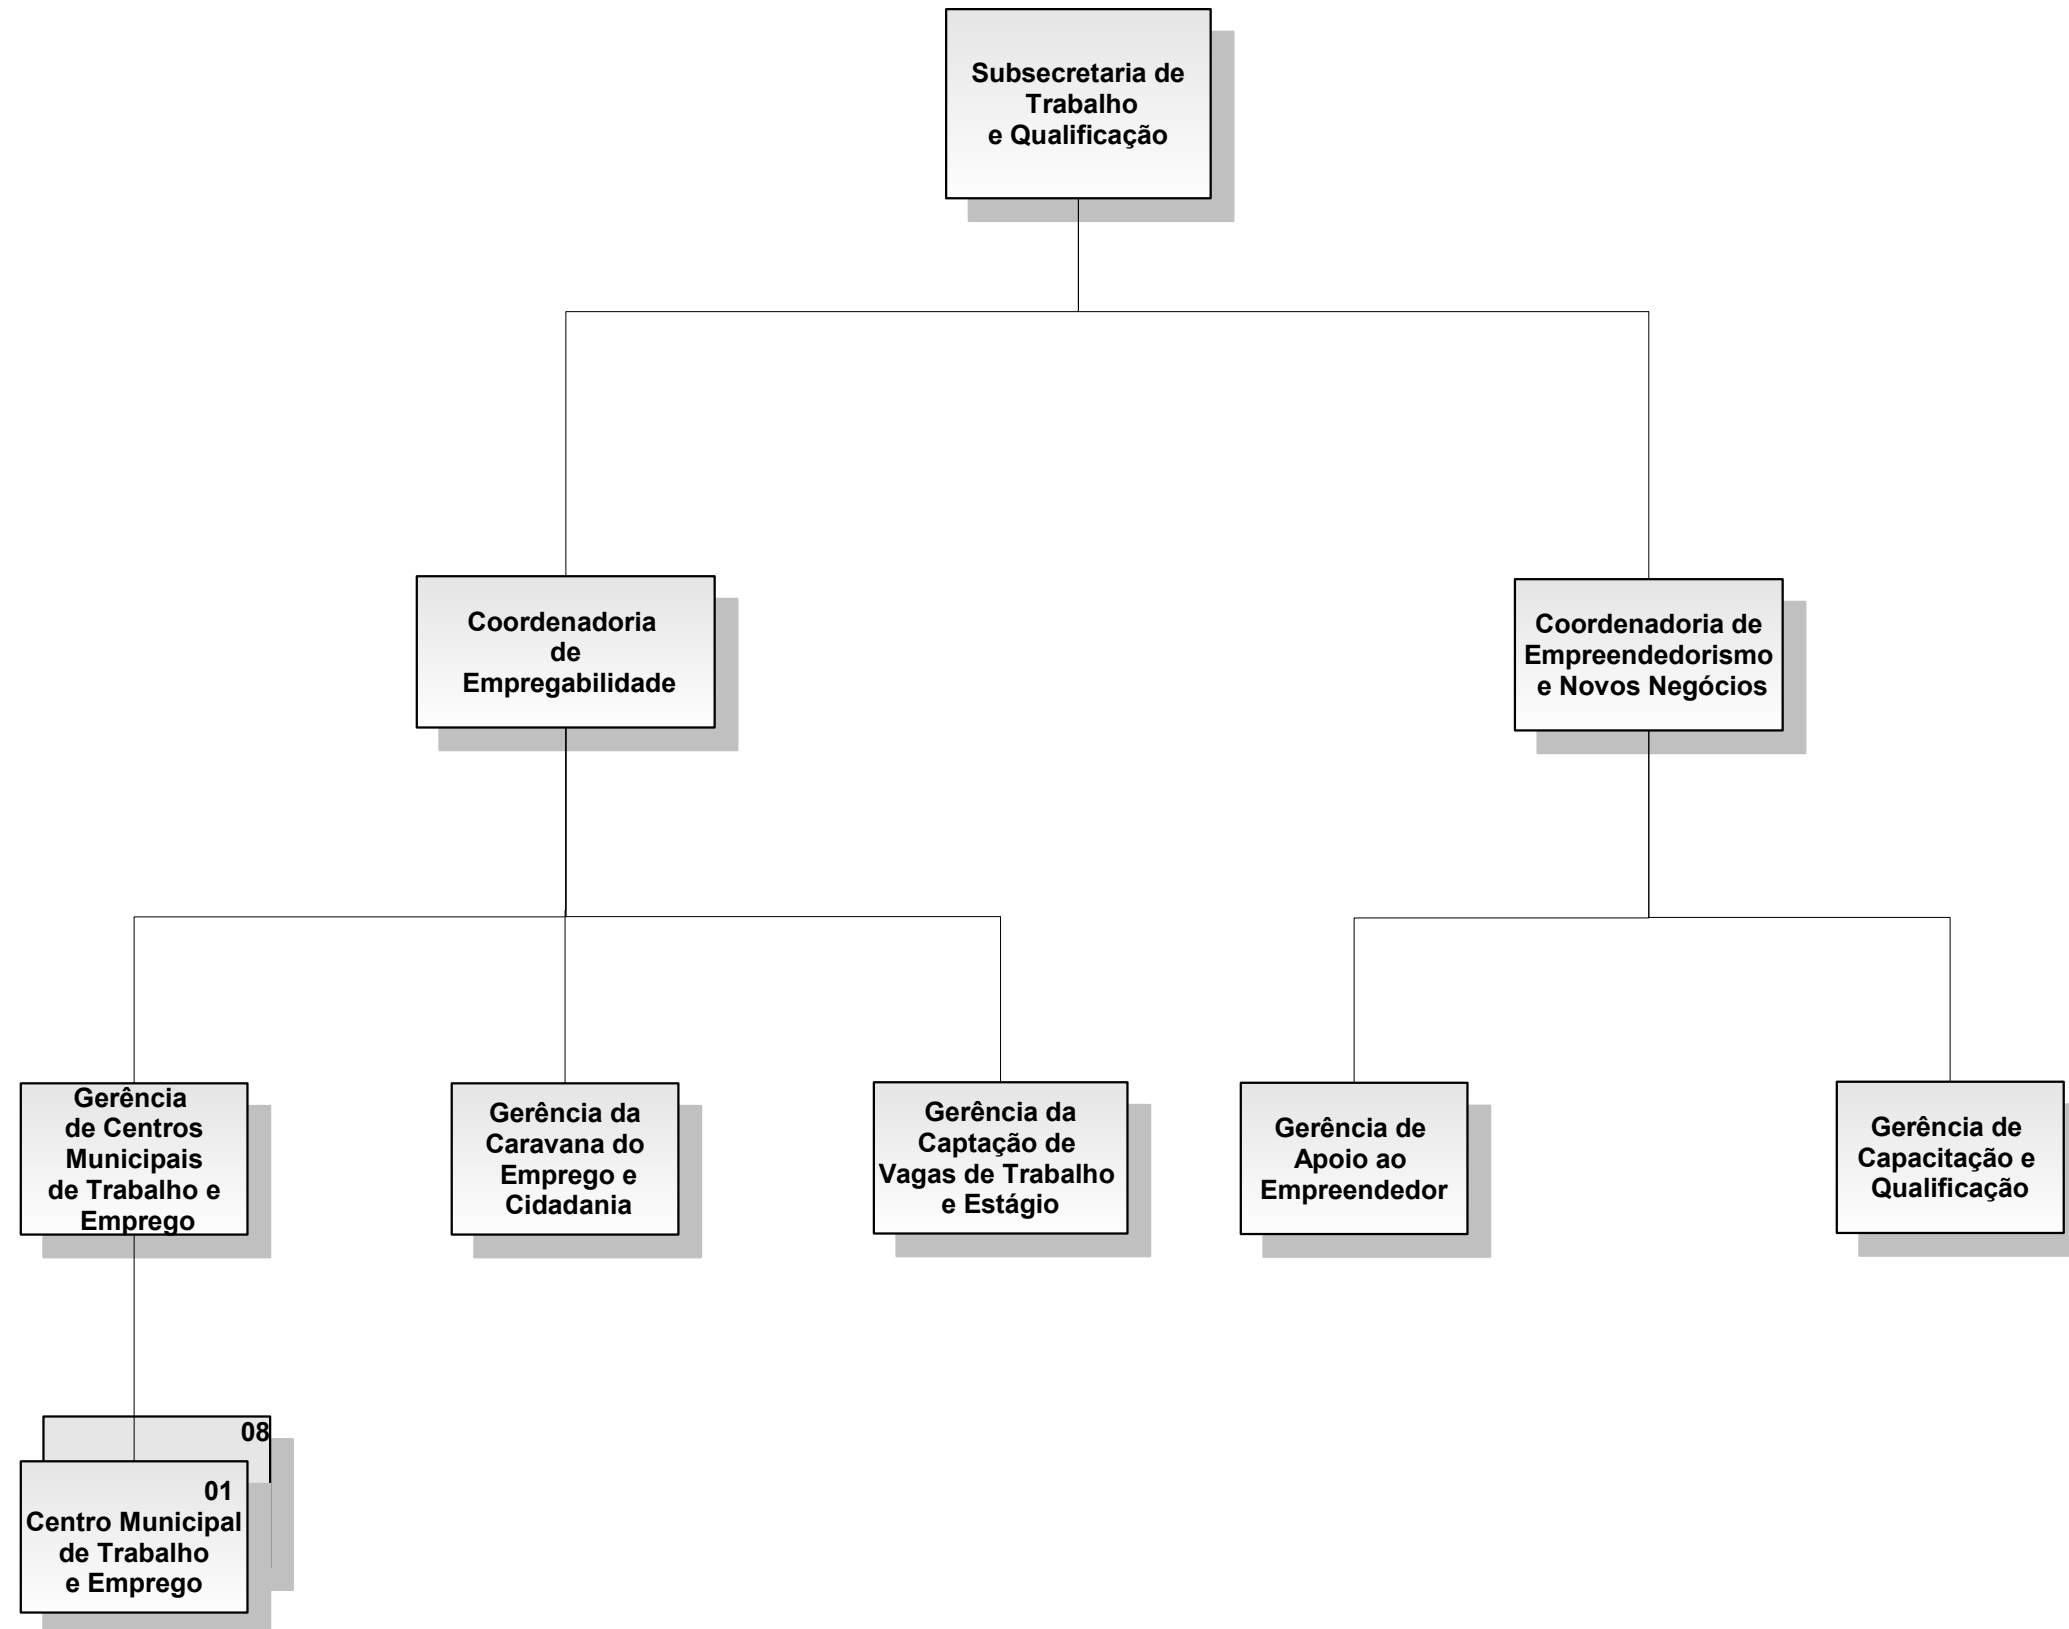 Subsecretaria de
Trabalho
e Qualificação
Coordenadoria
de
Empregabilidade
Coordenadoria de
Empreendedorismo
e Novos Negócios
Gerência
de Centros
Municipais
de Trabalho e
Emprego
Gerência da
Caravana do
Emprego e
Cidadania
Gerência da
Captação de
Vagas de Trabalho
e Estágio
Gerência de
Apoio ao
Empreendedor
Gerência de
Capacitação e
Qualificação
08
01
Centro Municipal
de Trabalho
e Emprego